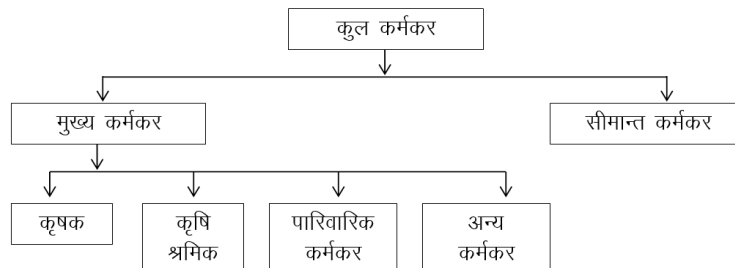 कुल कर्मकर
मुख्य कर्मकर
सीमान्त कर्मकर
कृषक
कृषि
श्रमिक
पारिवारिक
कर्मकर
अन्य
कर्मकर